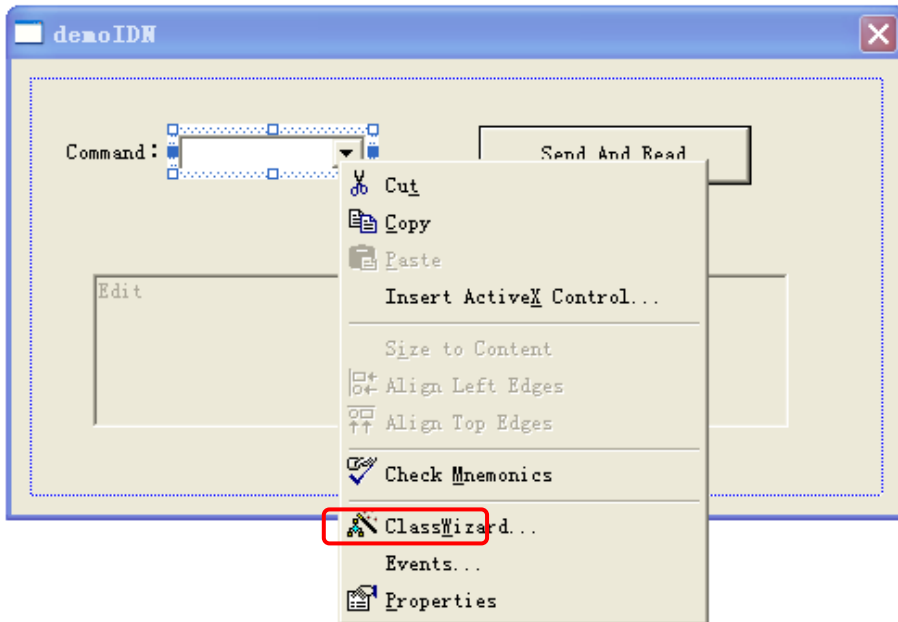 demoIDN
Command：
Send And Read
Edit
Cut
Copy
Paste
Insert ActiveX Control...
Size to Content
Align Left Edges
Align Top Edges
Check Mnemonics
ClassWizard...
Events...
Properties